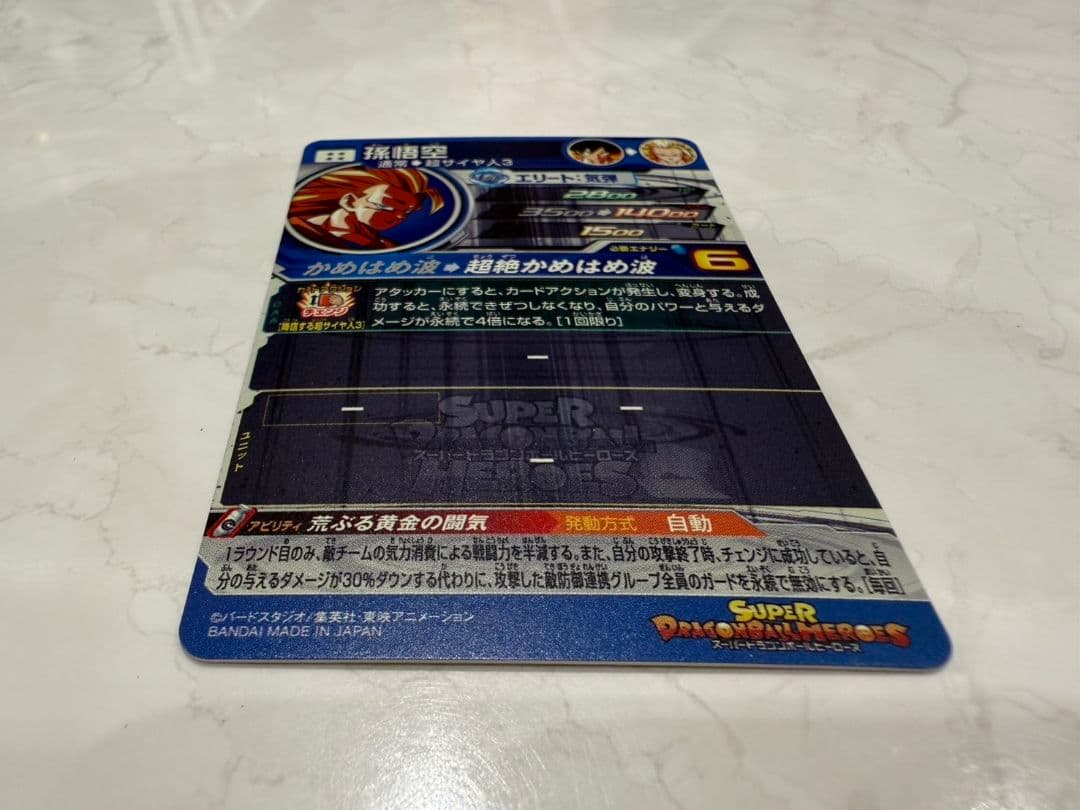 孫悟空
通常 超サイヤ人3
エリート:気弾
2800
3500 14000
ガード
1500
必要エナジー 6
かめはめ波 超絶かめはめ波
チェンジ
アタッカーにすると、カードアクションが発生し、変身する。成
功すると、永続できぜつしなくなり、自分のパワーと与えるダ
メージが永続で4倍になる。[1回限り]
ー
ー ー
ユニット
SUPER
DRAGONBALL
スーパードラゴンボールヒーローズ
HEROES
ー
アビリティ 荒ぶる黄金の闘気 発動方式 自動
1ラウンド目のみ、敵チームの気力消費による戦闘力を半減する。また、自分の攻撃終了時、チェンジに成功していると、自
分の与えるダメージが30%ダウンする代わりに、攻撃した敵防御連携グループ全員のガードを永続で無効にする。[毎回]
©バードスタジオ/集英社・東映アニメーション
BANDAI MADE IN JAPAN
SUPER
DRAGONBALL HEROES
スーパードラゴンボールヒーローズ